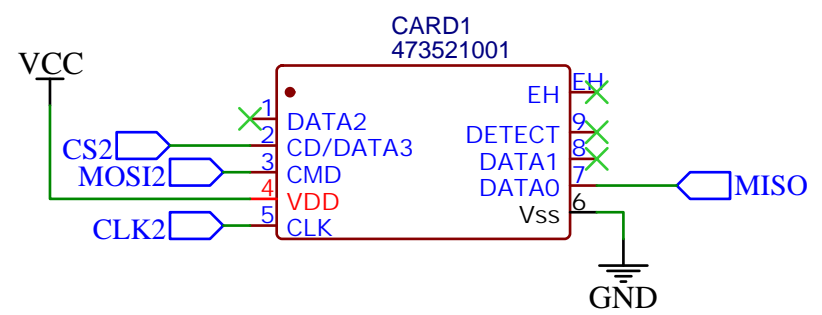 CARD1
473521001
VCC
EH
EH
1
DATA2
DETECT
9
2
CD/DATA3
CS2
DATA1
8
3
CMD
MOSI2
DATA0
7
MISO
4
VDD
Vss
6
5
CLK
CLK2
GND